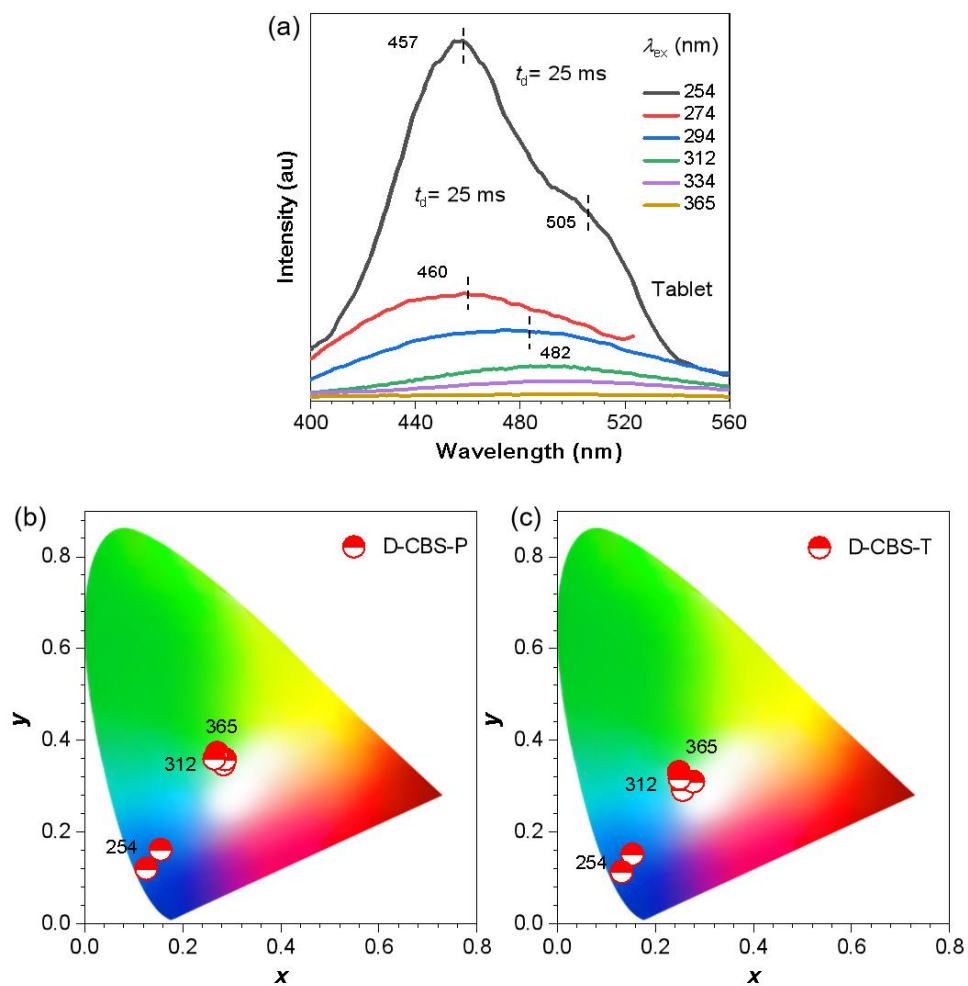 (a)
457
t_d= 25 ms
λ_ex (nm)
254
274
294
312
334
365
t_d= 25 ms
505
460
Tablet
482
Intensity (au)
400 440 480 520 560
Wavelength (nm)
(b)
D-CBS-P
0.8
0.6
0.4
0.2
0.0
y
365
312
254
0.0 0.2 0.4 0.6 0.8
x
(c)
D-CBS-T
0.8
0.6
0.4
0.2
0.0
y
365
312
254
0.0 0.2 0.4 0.6 0.8
x